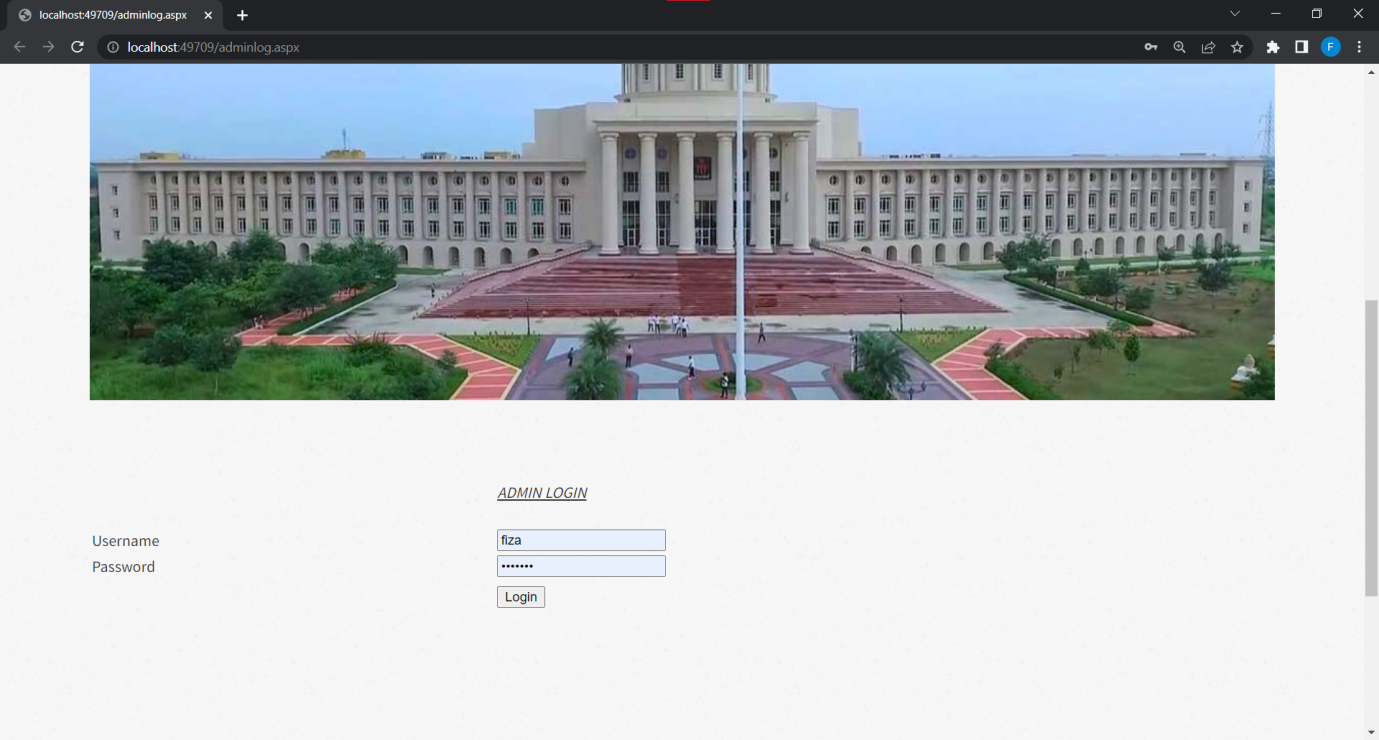 localhost:49709/adminlog.aspx
localhost:49709/adminlog.aspx
F
ADMIN LOGIN
Username fiza
Password •••••••
Login